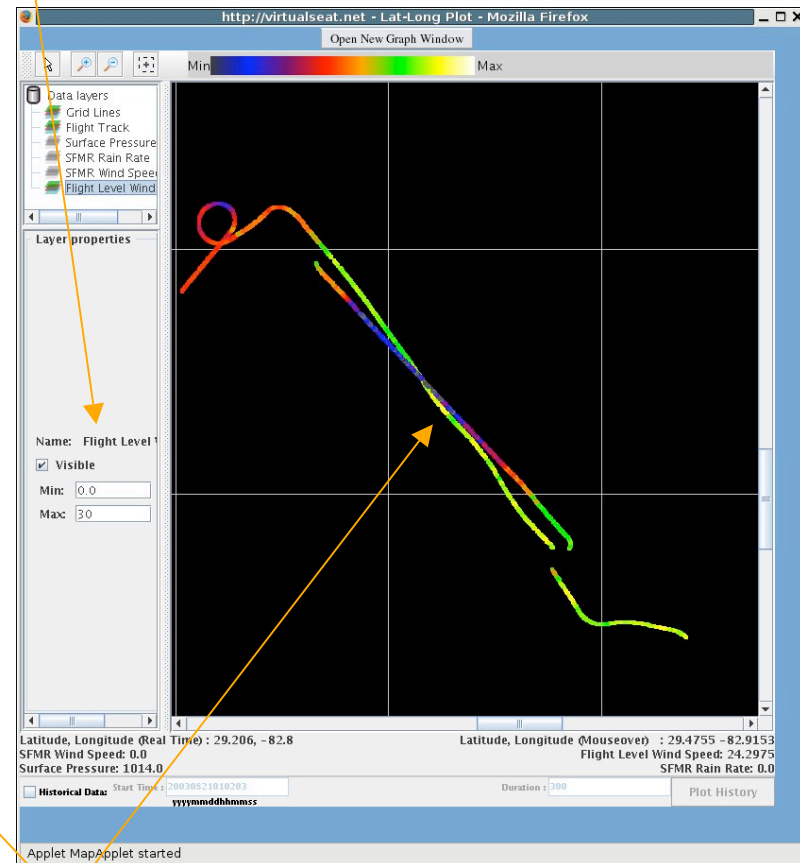 http://virtualseat.net - Lat-Long Plot - Mozilla Firefox
Open New Graph Window
Min Max
Data layers
Grid Lines
Flight Track
Surface Pressure
SFMR Rain Rate
SFMR Wind Spee
Flight Level Wind
Layer properties
Name: Flight Level
Visible
Min: 0.0
Max: 30
Latitude, Longitude (Real Time) : 29.206, -82.8
Latitude, Longitude (Mouseover) : 29.4755 -82.9153
SFMR Wind Speed: 0.0
Flight Level Wind Speed: 24.2975
Surface Pressure: 1014.0
SFMR Rain Rate: 0.0
Historical Data: Start Time : 20030821010203 Duration : 300 Plot History
yyyymmddhhmmss
Applet MapApplet started